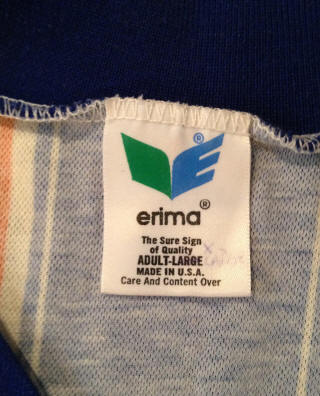 ®
erima®
The Sure Sign
of Quality
ADULT-LARGE
MADE IN U.S.A.
Care And Content Over